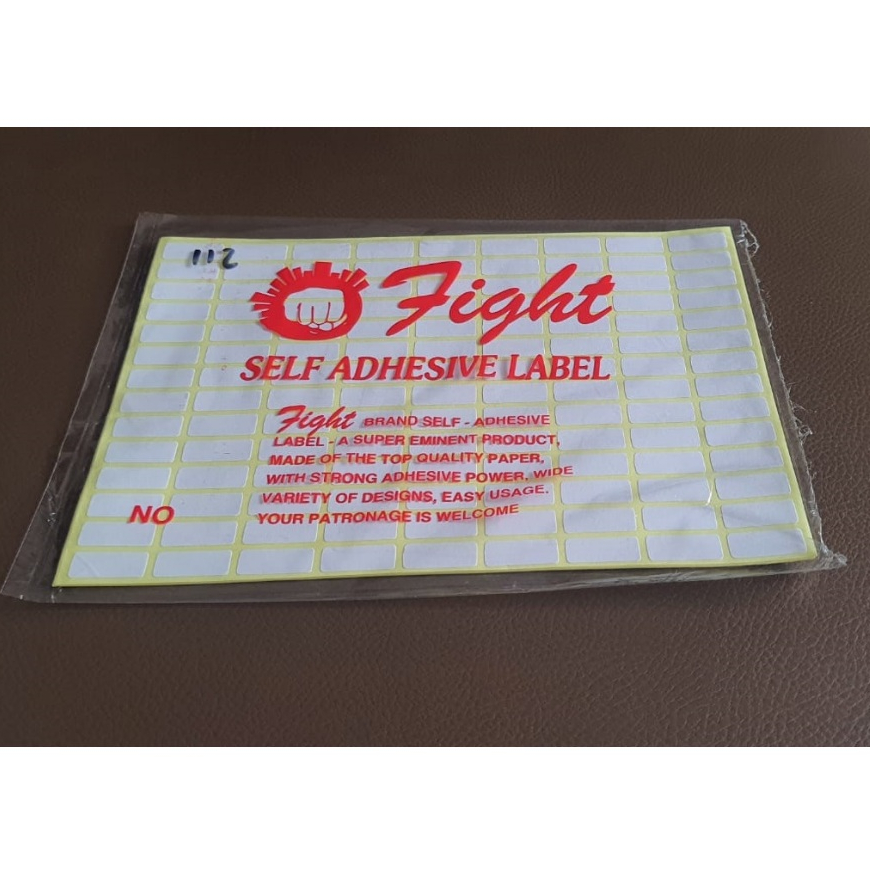 112
Fight
SELF ADHESIVE LABEL
Fight BRAND SELF - ADHESIVE
LABEL - A SUPER EMINENT PRODUCT,
MADE OF THE TOP QUALITY PAPER,
WITH STRONG ADHESIVE POWER, WIDE
VARIETY OF DESIGNS, EASY USAGE.
YOUR PATRONAGE IS WELCOME
NO